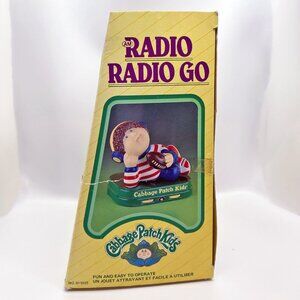 AM
RADIO
RADIO GO
Cabbage Patch Kids
Cabbage Patch Kids
FUN AND EASY TO OPERATE
UN JOUET ATTRAYANT ET FACILE À UTILISER